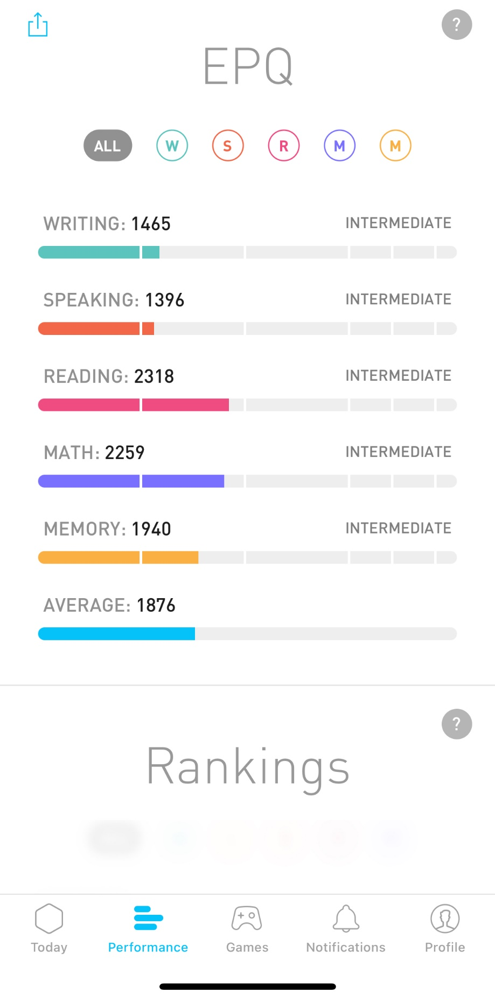 ?
EPQ
ALL W S R M M
WRITING: 1465 INTERMEDIATE
SPEAKING: 1396 INTERMEDIATE
READING: 2318 INTERMEDIATE
MATH: 2259 INTERMEDIATE
MEMORY: 1940 INTERMEDIATE
AVERAGE: 1876
?
Rankings
Today Performance Games Notifications Profile